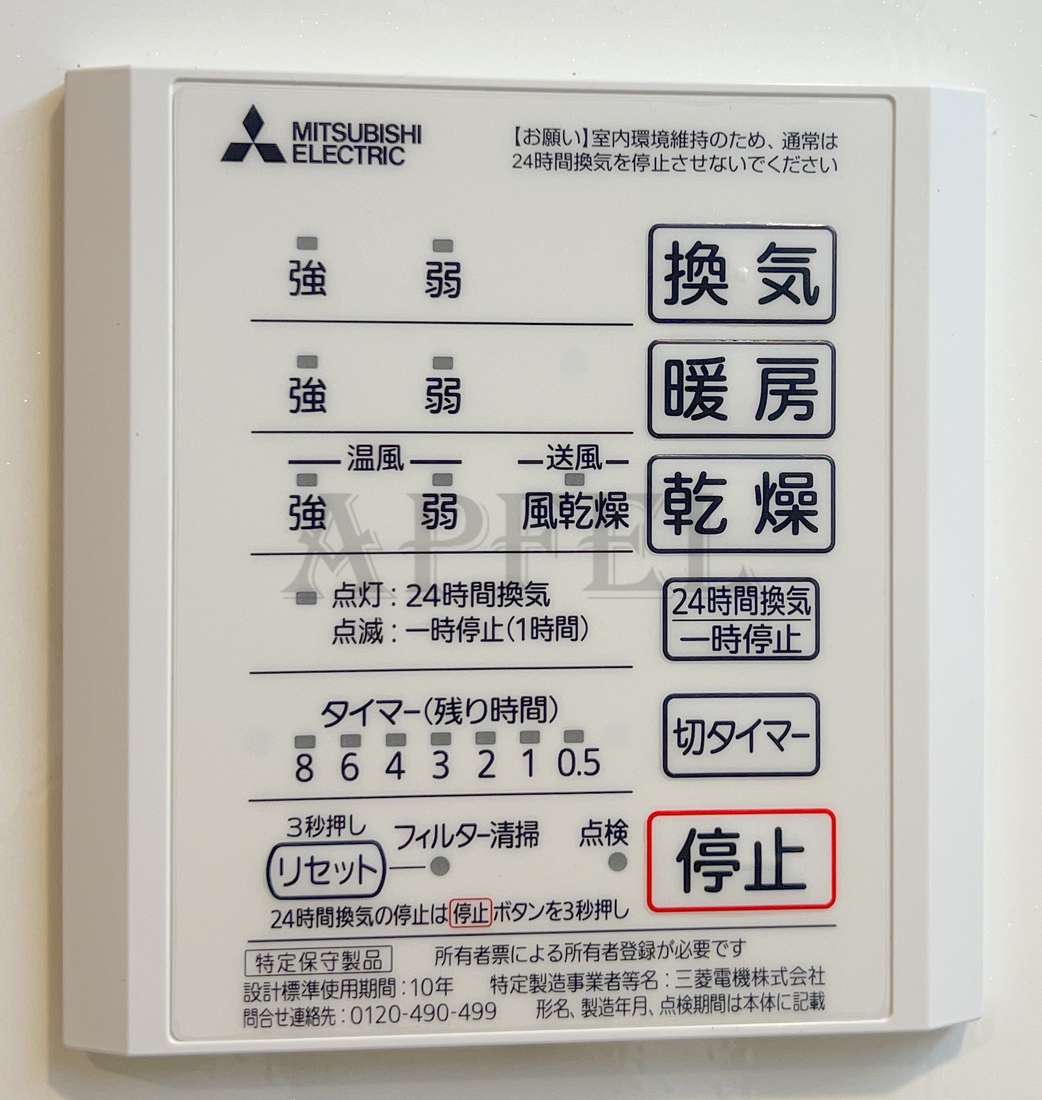 MITSUBISHI
ELECTRIC
【お願い】室内環境維持のため、通常は
24時間換気を停止させないでください
強 弱 換気
強 弱 暖房
温風 送風
強 弱 風乾燥 乾燥
APFEL
点灯：24時間換気
点滅：一時停止(1時間)
24時間換気
一時停止
タイマー(残り時間)
8 6 4 3 2 1 0.5
切タイマー
3秒押し
リセット
フィルター清掃 点検
停止
24時間換気の停止は停止ボタンを3秒押し
特定保守製品 所有者票による所有者登録が必要です
設計標準使用期間：10年 特定製造事業者等名：三菱電機株式会社
問合せ連絡先：0120-490-499 形名、製造年月、点検期間は本体に記載